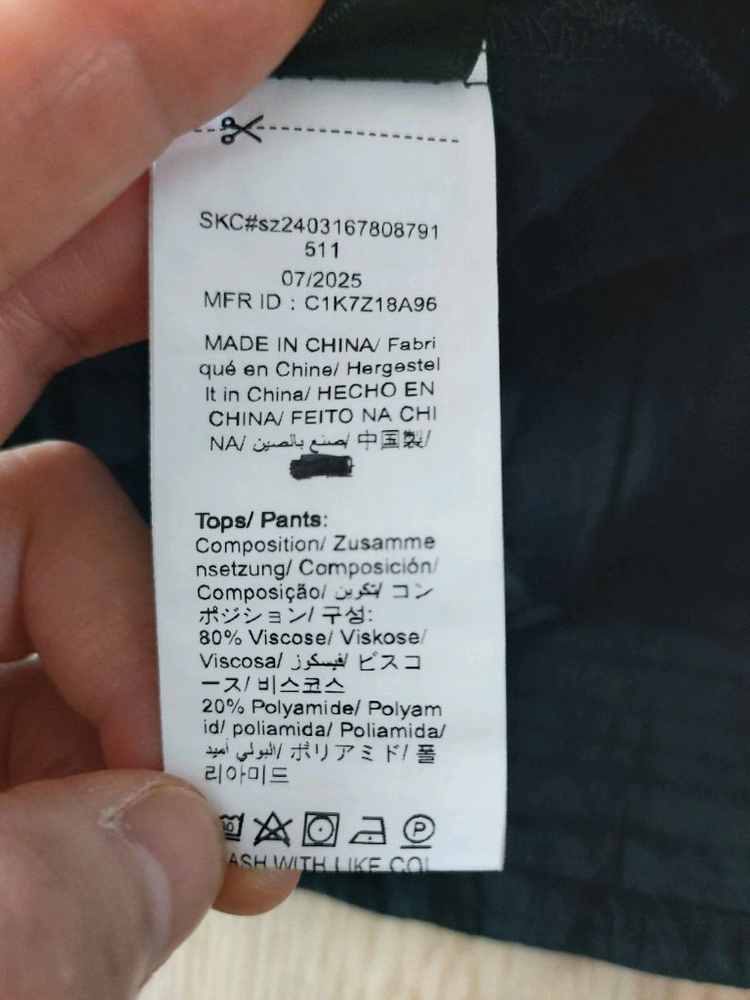 SKC#sz2403167808791
511
07/2025
MFR ID : C1K7Z18A96
MADE IN CHINA/ Fabri
qué en Chine/ Hergestel
lt in China/ HECHO EN
CHINA/ FEITO NA CHI
NA/ صنع بالصين/ 中国製/
Tops/ Pants:
Composition/ Zusamme
nsetzung/ Composición/
Composição/ تكوين/ コン
ポジション/ 구성:
80% Viscose/ Viskose/
Viscosa/ فيسكوز/ ビスコ
ース/ 비스코스
20% Polyamide/ Polyam
id/ poliamida/ Poliamida/
البولي أميد/ ポリアミド/ 폴
리아미드
P
WITH LIKE